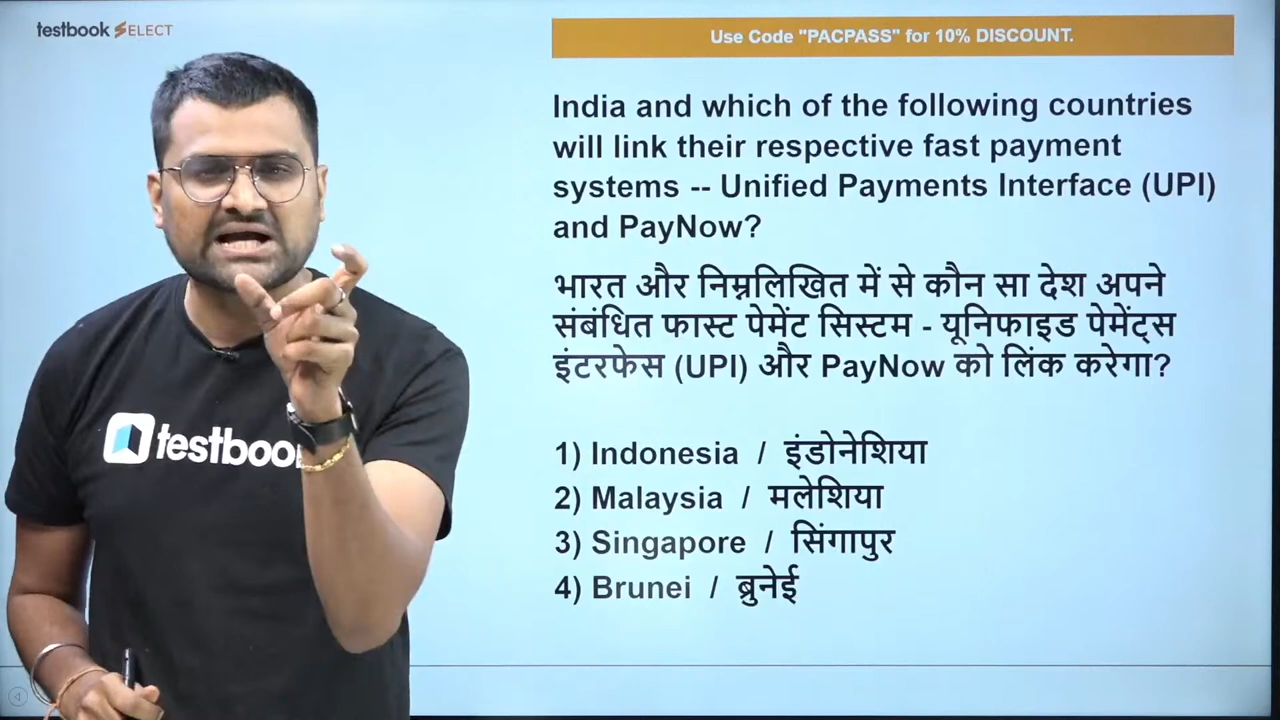 testbook SELECT
Use Code "PACPASS" for 10% DISCOUNT.
India and which of the following countries
will link their respective fast payment
systems -- Unified Payments Interface (UPI)
and PayNow?
भारत और निम्नलिखित में से कौन सा देश अपने
संबंधित फास्ट पेमेंट सिस्टम - यूनिफाइड पेमेंट्स
इंटरफेस (UPI) और PayNow को लिंक करेगा?
1) Indonesia / इंडोनेशिया
2) Malaysia / मलेशिया
3) Singapore / सिंगापुर
4) Brunei / ब्रुनेई
testboo